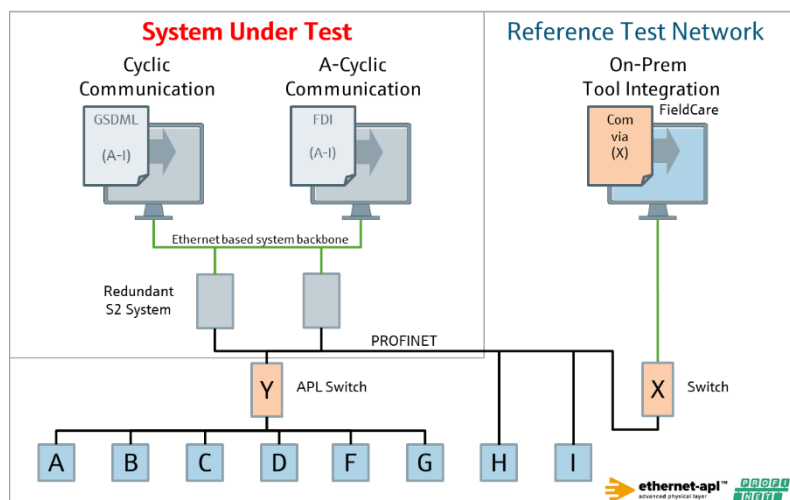 System Under Test
Reference Test Network
Cyclic
Communication
A-Cyclic
Communication
On-Prem
Tool Integration
GSDML
(A-I)
FDI
(A-I)
FieldCare
Com
via
(X)
Ethernet based system backbone
Redundant
S2 System
PROFINET
Y
APL Switch
X
Switch
A
B
C
D
F
G
H
I
ethernet-apl™
advanced physical layer
PROFI
NET